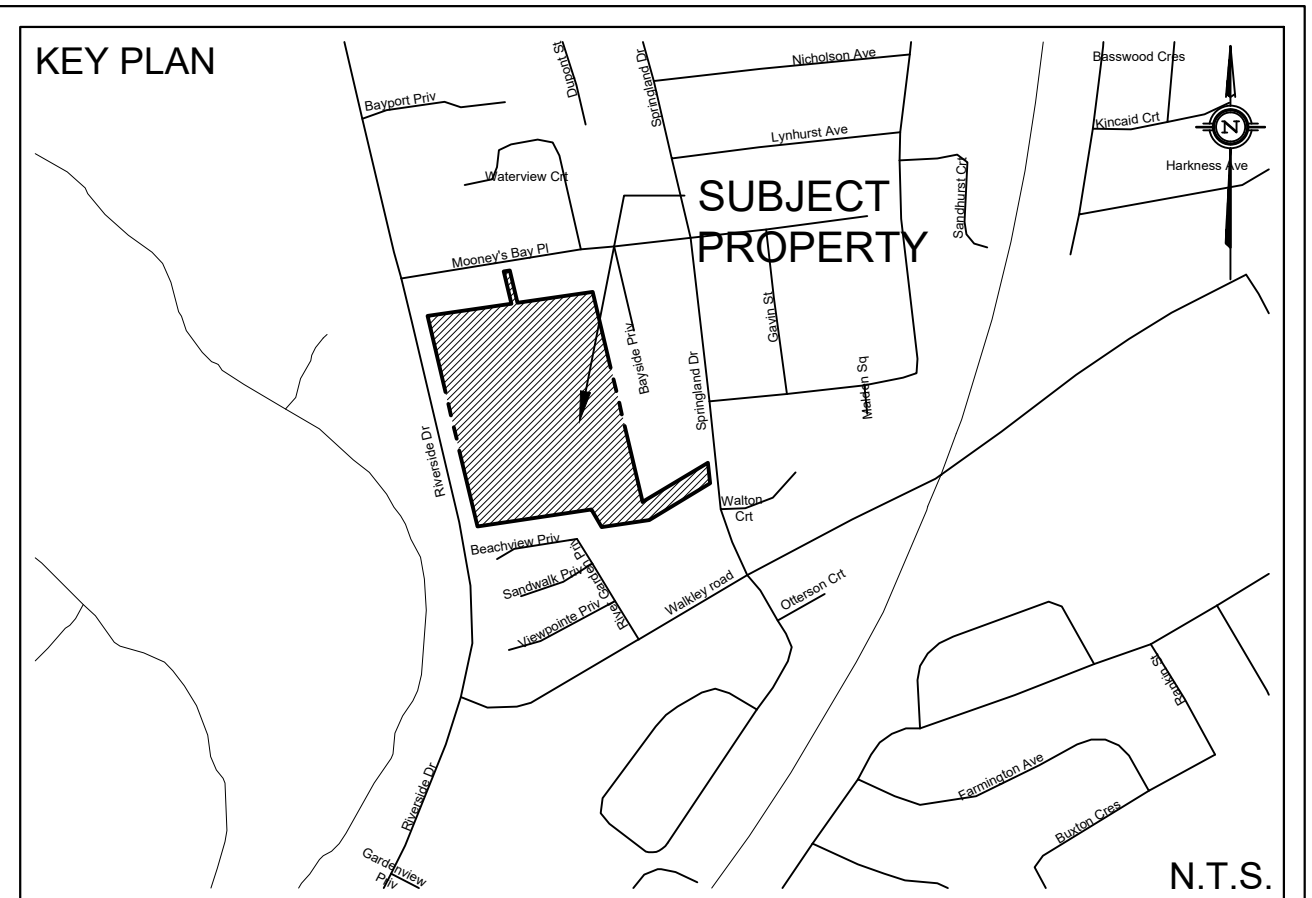 KEY PLAN
Dupont St
Springland Dr
Nicholson Ave
Basswood Cres
Bayport Priv
Kincaid Crt
N
Lynhurst Ave
Harkness Ave
Waterview Crt
Sandhurst Crt
SUBJECT
PROPERTY
Mooney's Bay Pl
Gavin St
Bayside Priv
Springland Dr
Maldon Sq
Riverside Dr
Walton
Crt
Beachview Priv
River Garden Priv
Sandwalk Priv
Walkley road
Otterson Crt
Viewpointe Priv
Rankin St
Riverside Dr
Farmington Ave
Buxton Cres
Gardenview
Priv
N.T.S.